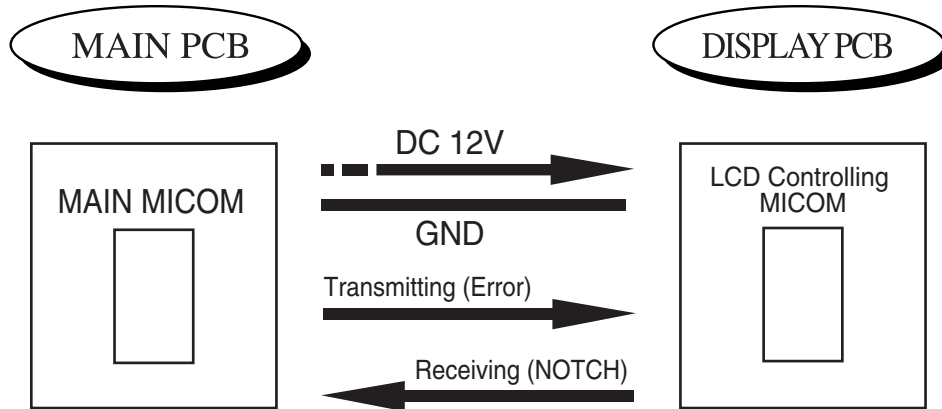 MAIN PCB
DISPLAY PCB
MAIN MICOM
DC 12V
GND
Transmitting (Error)
Receiving (NOTCH)
LCD Controlling
MICOM